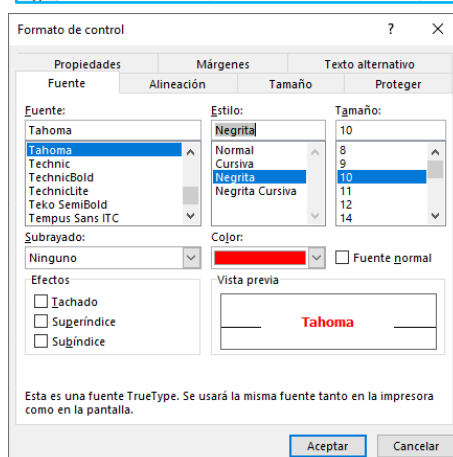 Formato de control
? ×
Propiedades Márgenes Texto alternativo
Fuente Alineación Tamaño Proteger
Fuente: Estilo: Tamaño:
Tahoma Negrita 10
Tahoma Normal 8
Technic Cursiva 9
TechnicBold Negrita 10
TechnicLite Negrita Cursiva 11
Teko SemiBold 12
Tempus Sans ITC 14
Subrayado: Color:
Ninguno Fuente normal
Efectos Vista previa
Tachado
Superíndice
Subíndice
Tahoma
Esta es una fuente TrueType. Se usará la misma fuente tanto en la impresora
como en la pantalla.
Aceptar Cancelar